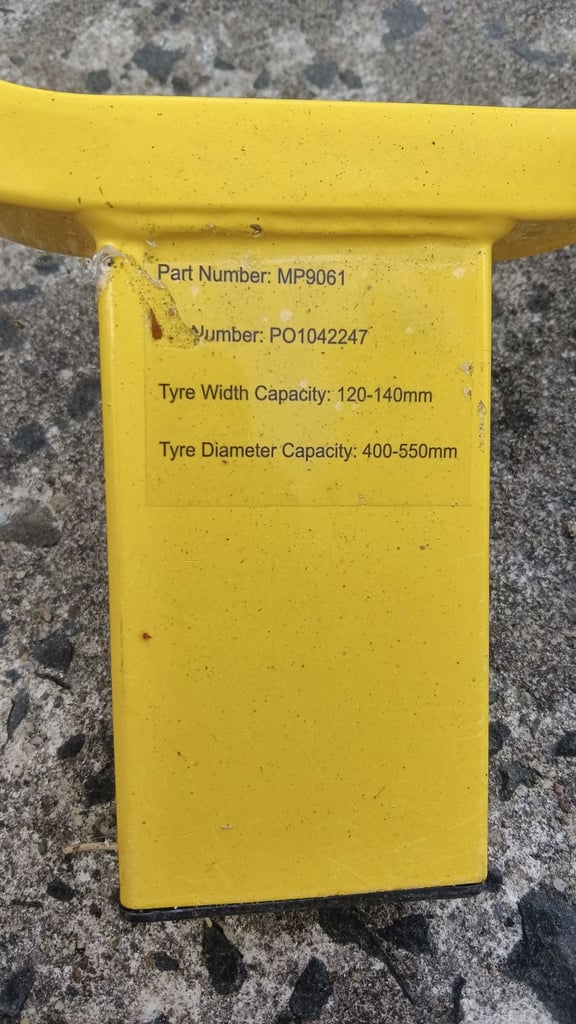 Part Number: MP9061
Number: PO1042247
Tyre Width Capacity: 120-140mm
Tyre Diameter Capacity: 400-550mm